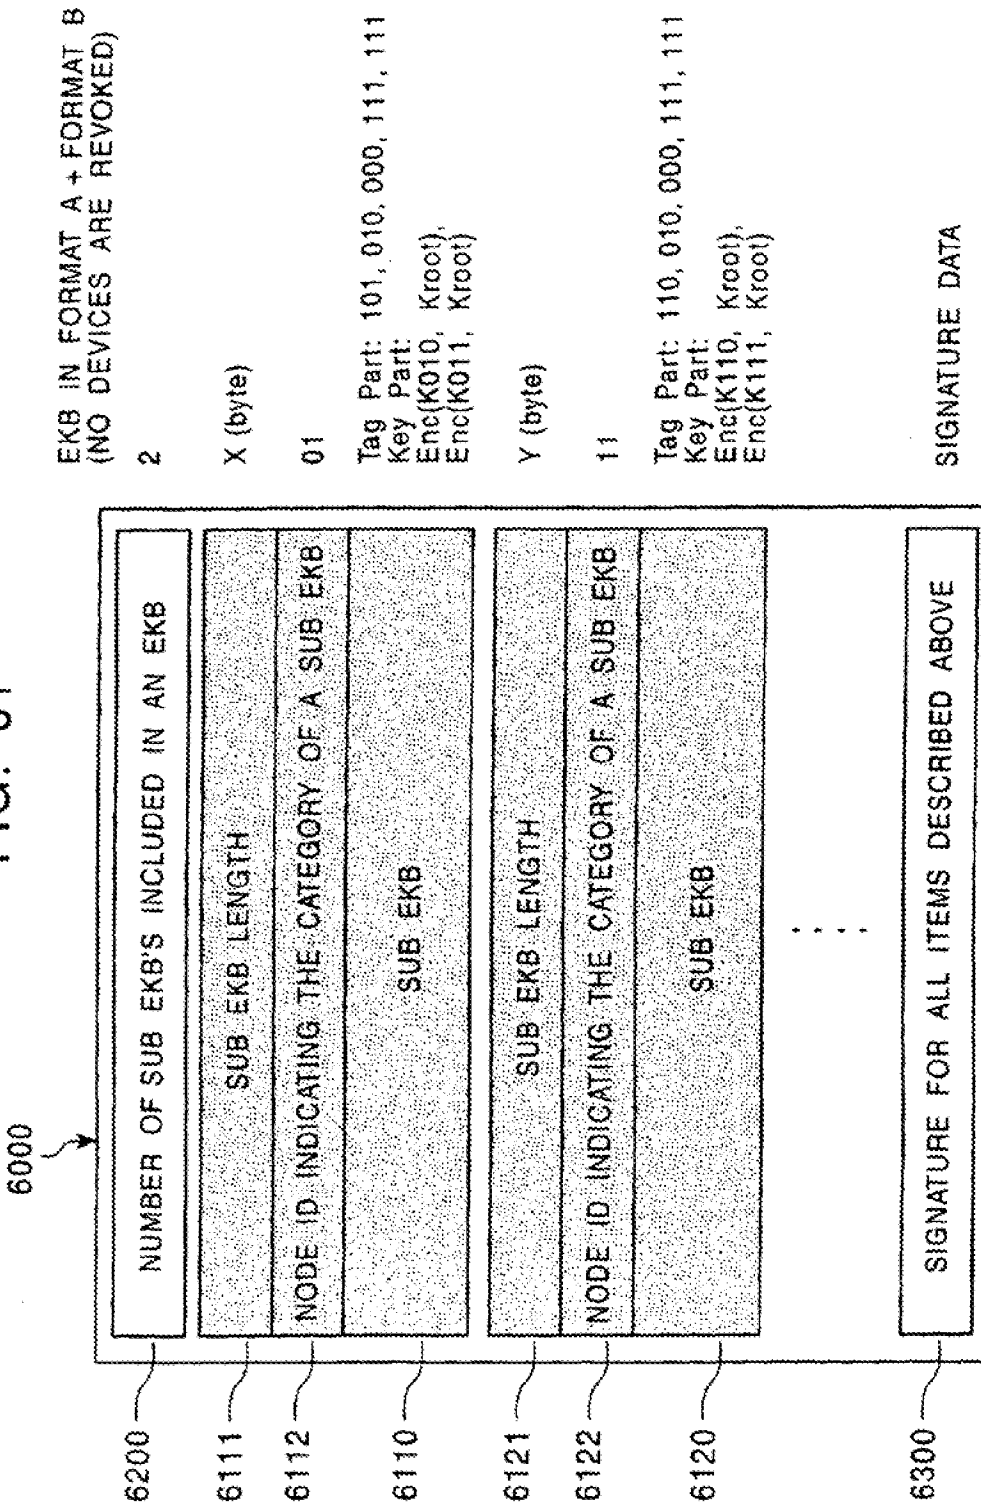 FIG.
6000
EKB IN FORMAT A + FORMAT B
(NO DEVICES ARE REVOKED)
6200
NUMBER OF SUB EKB'S INCLUDED IN AN EKB
2
6111
SUB EKB LENGTH
X (byte)
6112
NODE ID INDICATING THE CATEGORY OF A SUB EKB
01
6110
SUB EKB
Tag Part: 101, 010, 000, 111, 111
Key Part:
Enc(K010, Kroot),
Enc(K011, Kroot)
6121
SUB EKB LENGTH
Y (byte)
6122
NODE ID INDICATING THE CATEGORY OF A SUB EKB
11
6120
SUB EKB
Tag Part: 110, 010, 000, 111, 111
Key Part:
Enc(K110, Kroot),
Enc(K111, Kroot)
6300
SIGNATURE FOR ALL ITEMS DESCRIBED ABOVE
SIGNATURE DATA